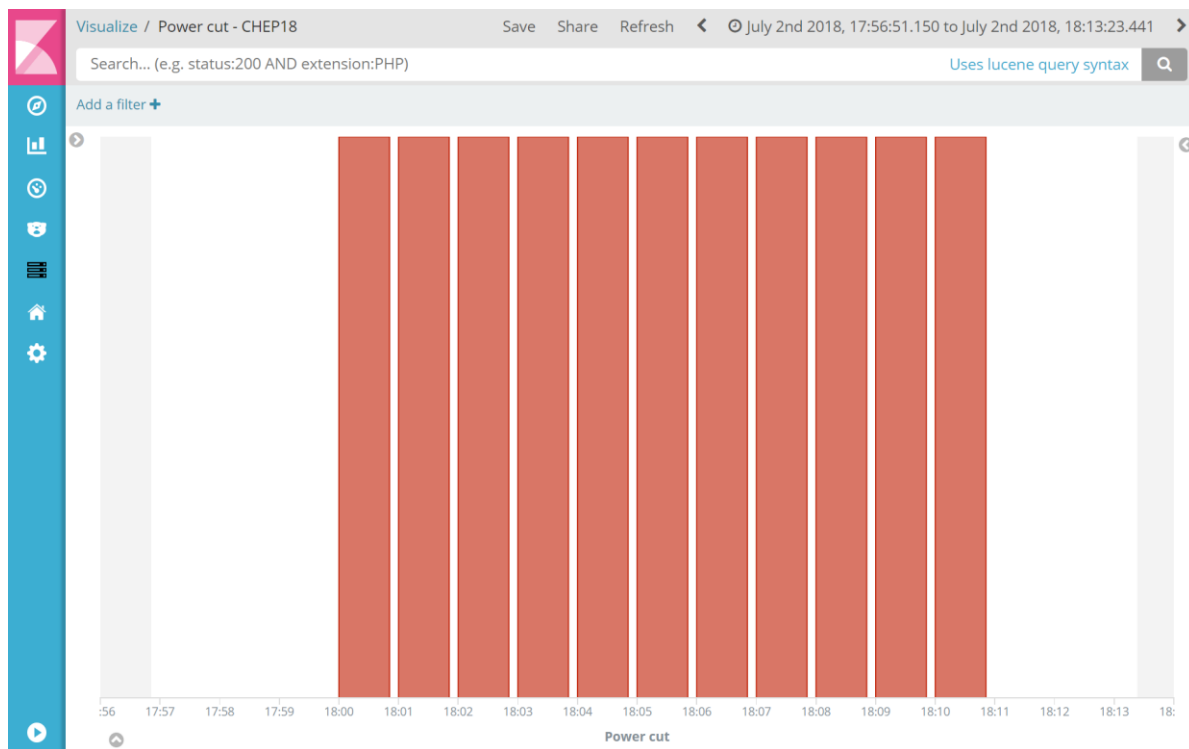 Visualize / Power cut - CHEP18 Save Share Refresh July 2nd 2018, 17:56:51.150 to July 2nd 2018, 18:13:23.441
Search... (e.g. status:200 AND extension:PHP) Uses lucene query syntax
Add a filter +
:56 17:57 17:58 17:59 18:00 18:01 18:02 18:03 18:04 18:05 18:06 18:07 18:08 18:09 18:10 18:11 18:12 18:13 18:
Power cut